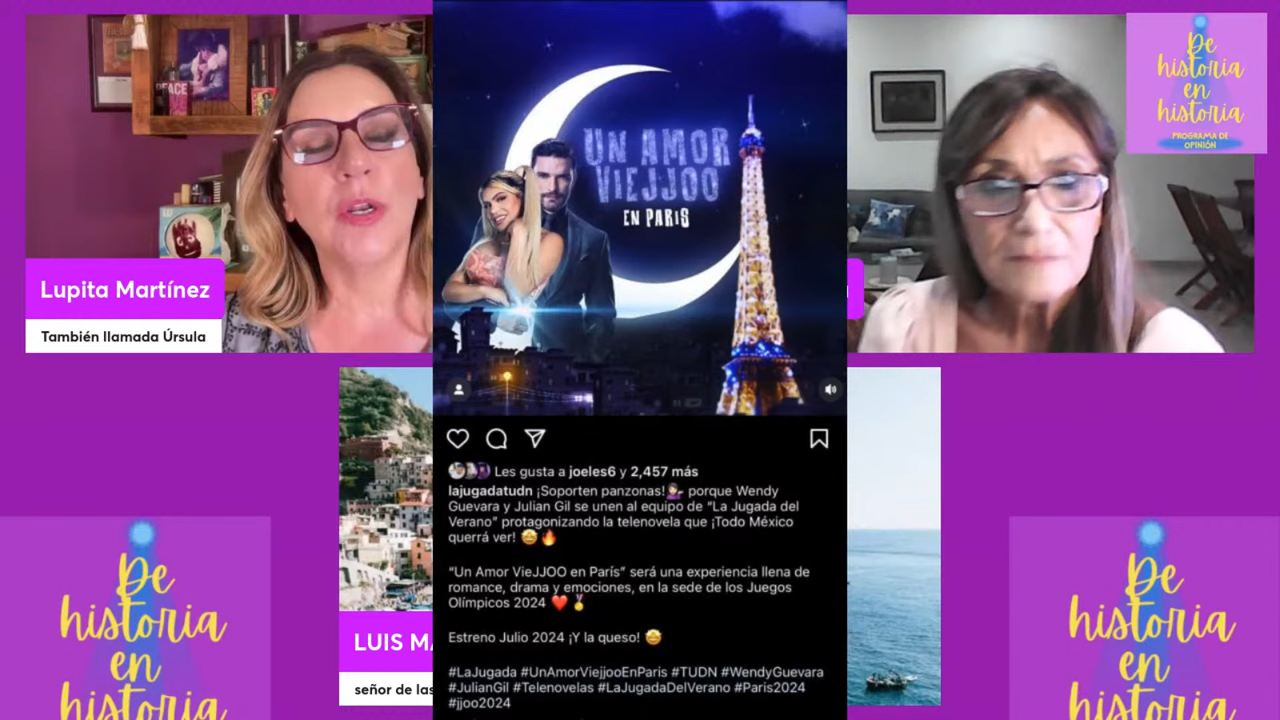 PEACE
Lupita Martínez
También llamada Úrsula
UN AMOR
VIEJJOO
EN PARIS
De
historia
en
historia
PROGRAMA DE
OPINIÓN
Les gusta a joeles6 y 2,457 más
lajugadatudn ¡Soporten panzonas!💁🏻‍♀️ porque Wendy
Guevara y Julian Gil se unen al equipo de “La Jugada del
Verano” protagonizando la telenovela que ¡Todo México
querrá ver! 🤩🔥
“Un Amor VieJJOO en París” será una experiencia llena de
romance, drama y emociones, en la sede de los Juegos
Olímpicos 2024 ❤️🏅
Estreno Julio 2024 ¡Y la queso! 🤩
#LaJugada #UnAmorViejjooEnParis #TUDN #WendyGuevara
#JulianGil #Telenovelas #LaJugadaDelVerano #Paris2024
#jjoo2024
LUIS MA
señor de las
De
historia
en
historia
De
historia
en
historia